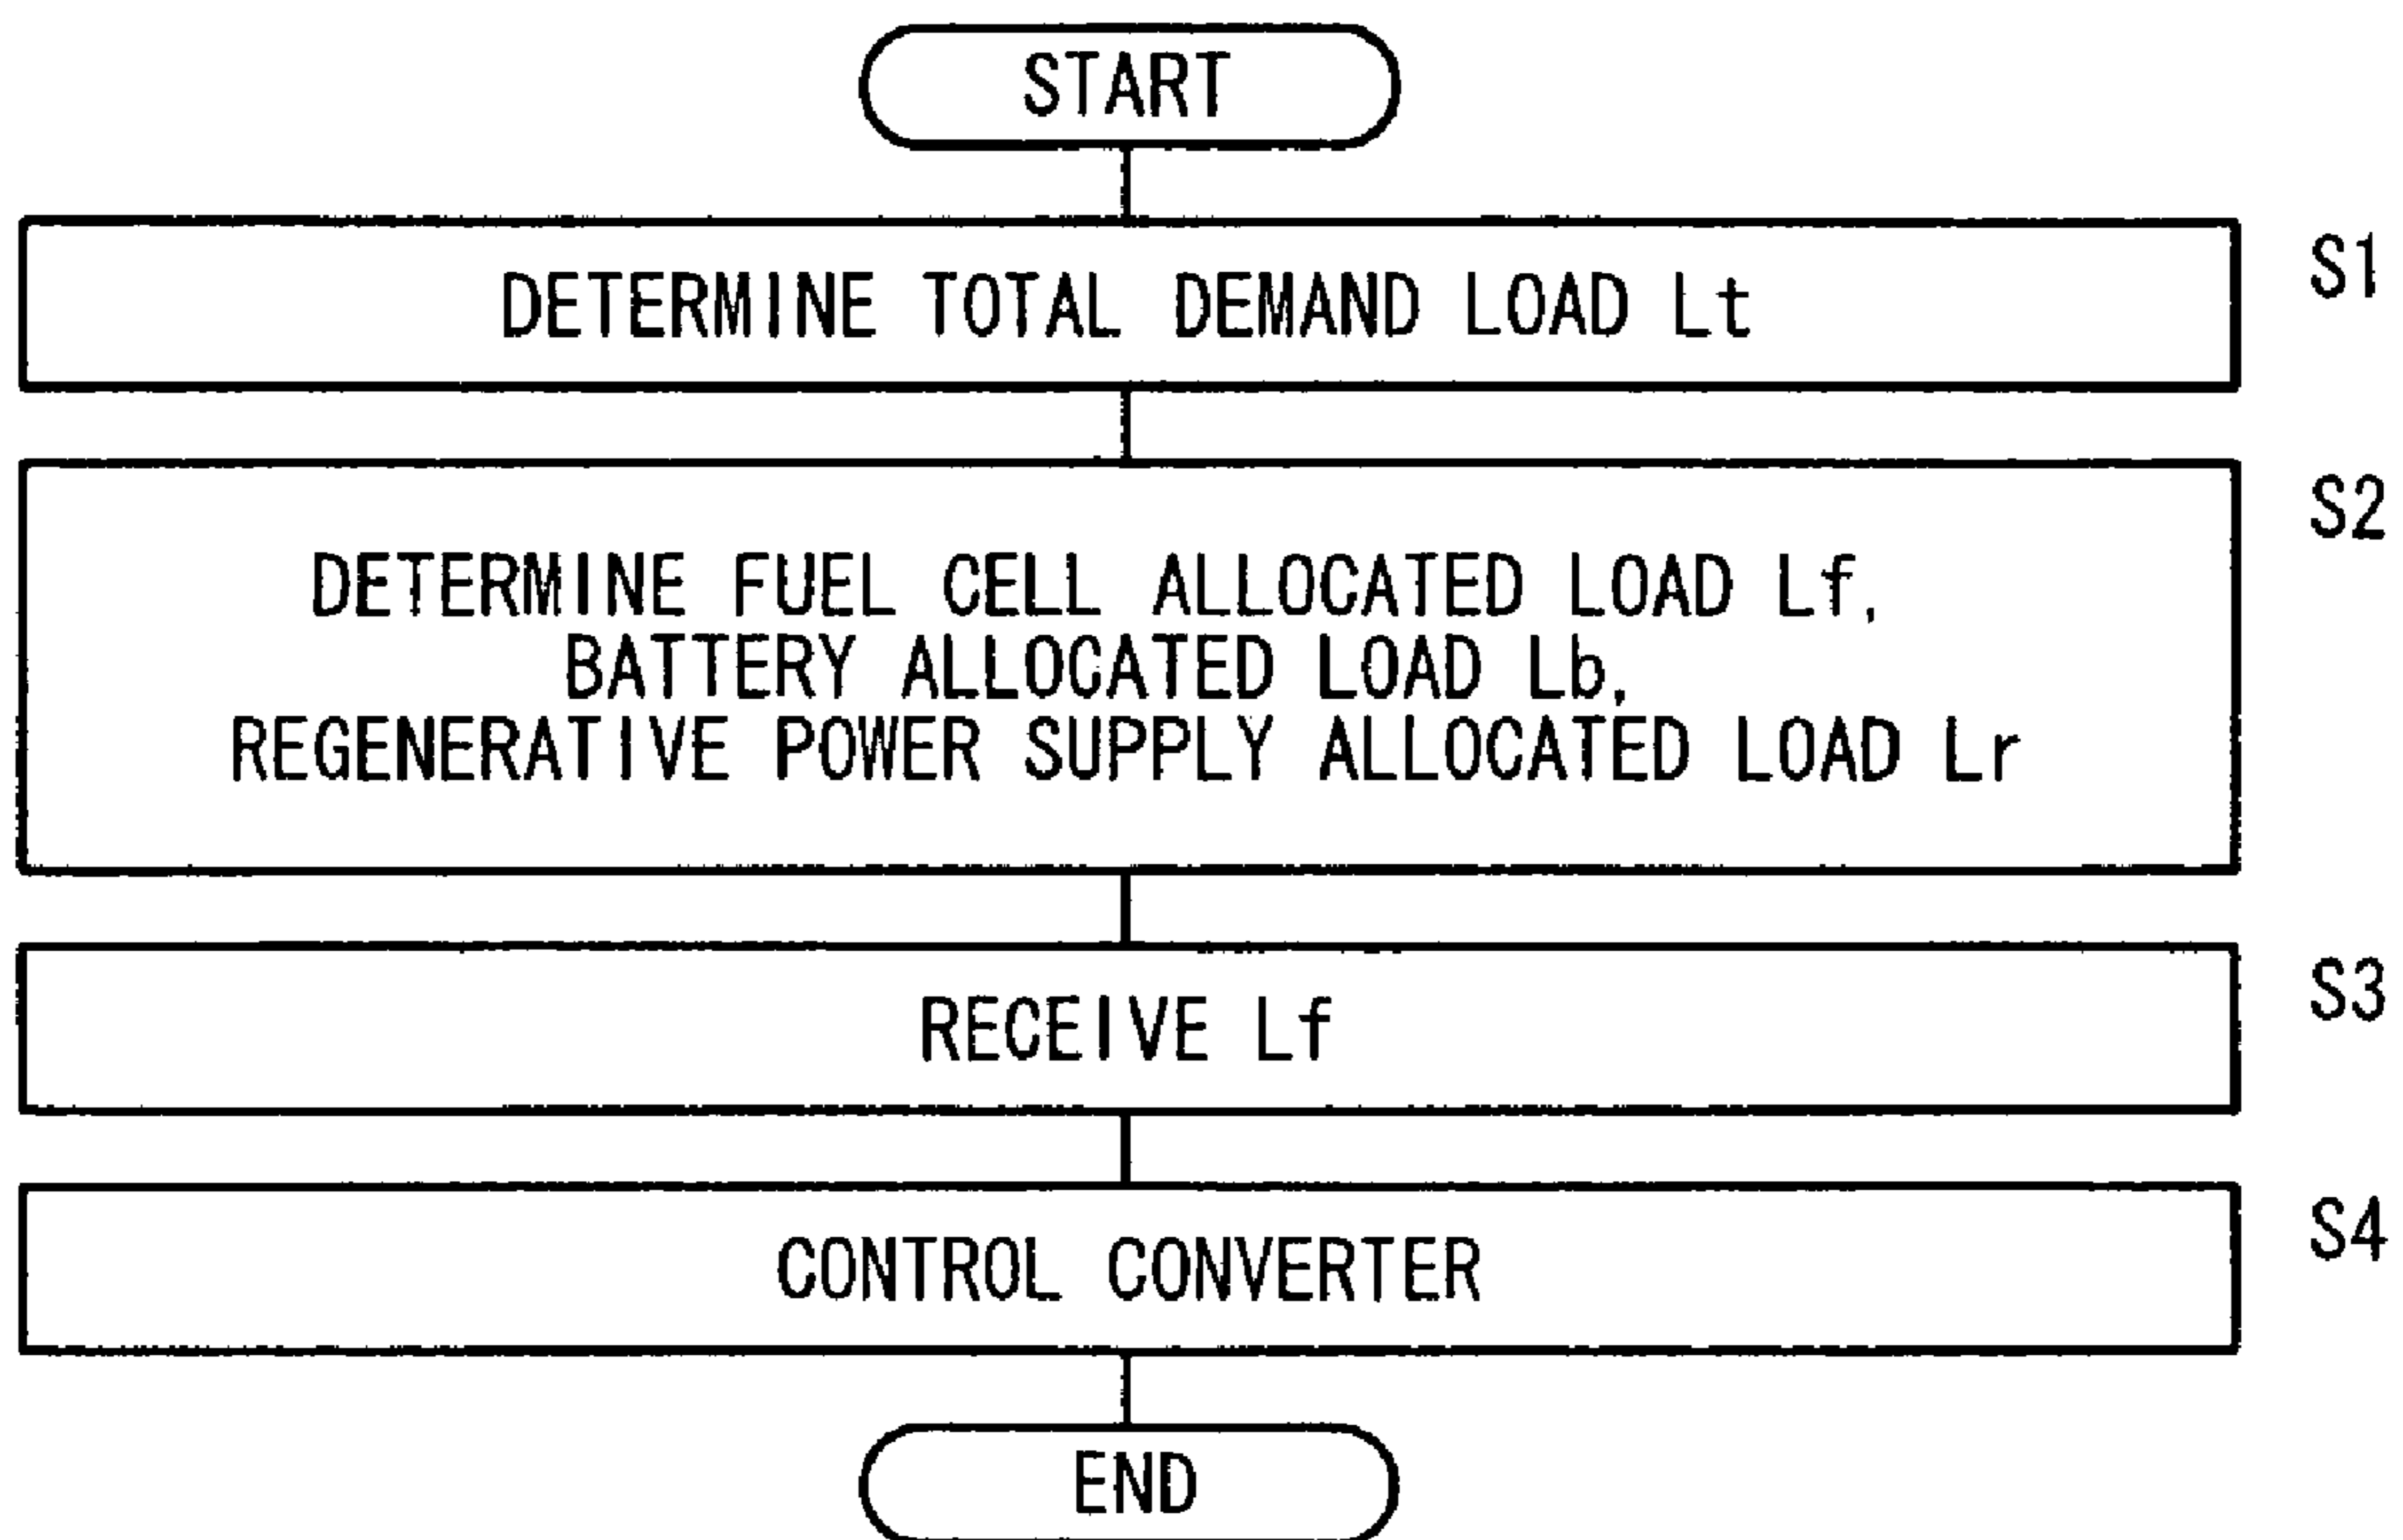 START
DETERMINE TOTAL DEMAND LOAD Lt
S1
DETERMINE FUEL CELL ALLOCATED LOAD Lf,
BATTERY ALLOCATED LOAD Lb,
REGENERATIVE POWER SUPPLY ALLOCATED LOAD Lr
S2
RECEIVE Lf
S3
CONTROL CONVERTER
S4
END